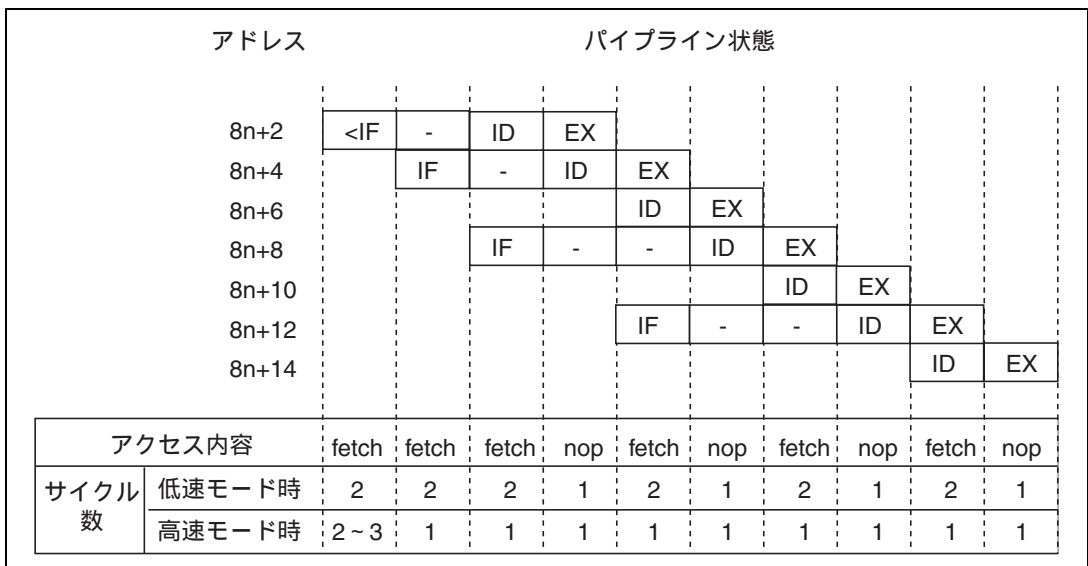 アドレス パイプライン状態
8n+2 <IF - ID EX
8n+4 IF - ID EX
8n+6 ID EX
8n+8 IF - - ID EX
8n+10 ID EX
8n+12 IF - - ID EX
8n+14 ID EX
アクセス内容 fetch fetch fetch nop fetch nop fetch nop fetch nop
サイクル数 低速モード時 2 2 2 1 2 1 2 1 2 1
高速モード時 2~3 1 1 1 1 1 1 1 1 1